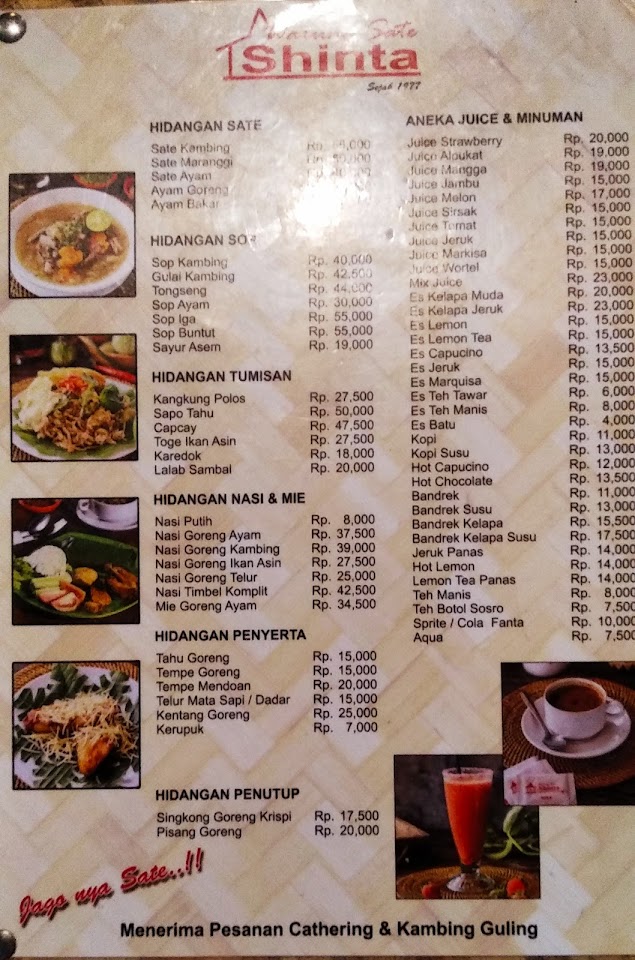 Warung Sate
Shinta
Sejak 1977
HIDANGAN SATE
Sate Kambing
Sate Maranggi
Sate Ayam
Ayam Goreng
Ayam Bakar
HIDANGAN SOP
Sop Kambing Rp. 40,000
Gulai Kambing Rp. 42,500
Tongseng Rp. 44,000
Sop Ayam Rp. 30,000
Sop Iga Rp. 55,000
Sop Buntut Rp. 55,000
Sayur Asem Rp. 19,000
HIDANGAN TUMISAN
Kangkung Polos Rp. 27,500
Sapo Tahu Rp. 50,000
Capcay Rp. 47,500
Toge Ikan Asin Rp. 27,500
Karedok Rp. 18,000
Lalab Sambal Rp. 20,000
HIDANGAN NASI & MIE
Nasi Putih Rp. 8,000
Nasi Goreng Ayam Rp. 37,500
Nasi Goreng Kambing Rp. 39,000
Nasi Goreng Ikan Asin Rp. 27,500
Nasi Goreng Telur Rp. 25,000
Nasi Timbel Komplit Rp. 42,500
Mie Goreng Ayam Rp. 34,500
HIDANGAN PENYERTA
Tahu Goreng Rp. 15,000
Tempe Goreng Rp. 15,000
Tempe Mendoan Rp. 20,000
Telur Mata Sapi / Dadar Rp. 15,000
Kentang Goreng Rp. 25,000
Kerupuk Rp. 7,000
HIDANGAN PENUTUP
Singkong Goreng Krispi Rp. 17,500
Pisang Goreng Rp. 20,000
ANEKA JUICE & MINUMAN
Juice Strawberry Rp. 20,000
Juice Alpukat Rp. 19,000
Juice Mangga Rp. 19,000
Juice Jambu Rp. 15,000
Juice Melon Rp. 17,000
Juice Sirsak Rp. 15,000
Juice Tomat Rp. 15,000
Juice Jeruk Rp. 15,000
Juice Markisa Rp. 15,000
Juice Wortel Rp. 15,000
Mix Juice Rp. 23,000
Es Kelapa Muda Rp. 20,000
Es Kelapa Jeruk Rp. 23,000
Es Lemon Rp. 15,000
Es Lemon Tea Rp. 15,000
Es Capucino Rp. 13,500
Es Jeruk Rp. 15,000
Es Marquisa Rp. 15,000
Es Teh Tawar Rp. 6,000
Es Teh Manis Rp. 8,000
Es Batu Rp. 4,000
Kopi Rp. 11,000
Kopi Susu Rp. 13,000
Hot Capucino Rp. 12,000
Hot Chocolate Rp. 13,500
Bandrek Rp. 11,000
Bandrek Susu Rp. 13,000
Bandrek Kelapa Rp. 15,500
Bandrek Kelapa Susu Rp. 17,500
Jeruk Panas Rp. 14,000
Hot Lemon Rp. 14,000
Lemon Tea Panas Rp. 14,000
Teh Manis Rp. 8,000
Teh Botol Sosro Rp. 7,500
Sprite / Cola Fanta Rp. 10,000
Aqua Rp. 7,500
Jago nya Sate..!!
Menerima Pesanan Cathering & Kambing Guling